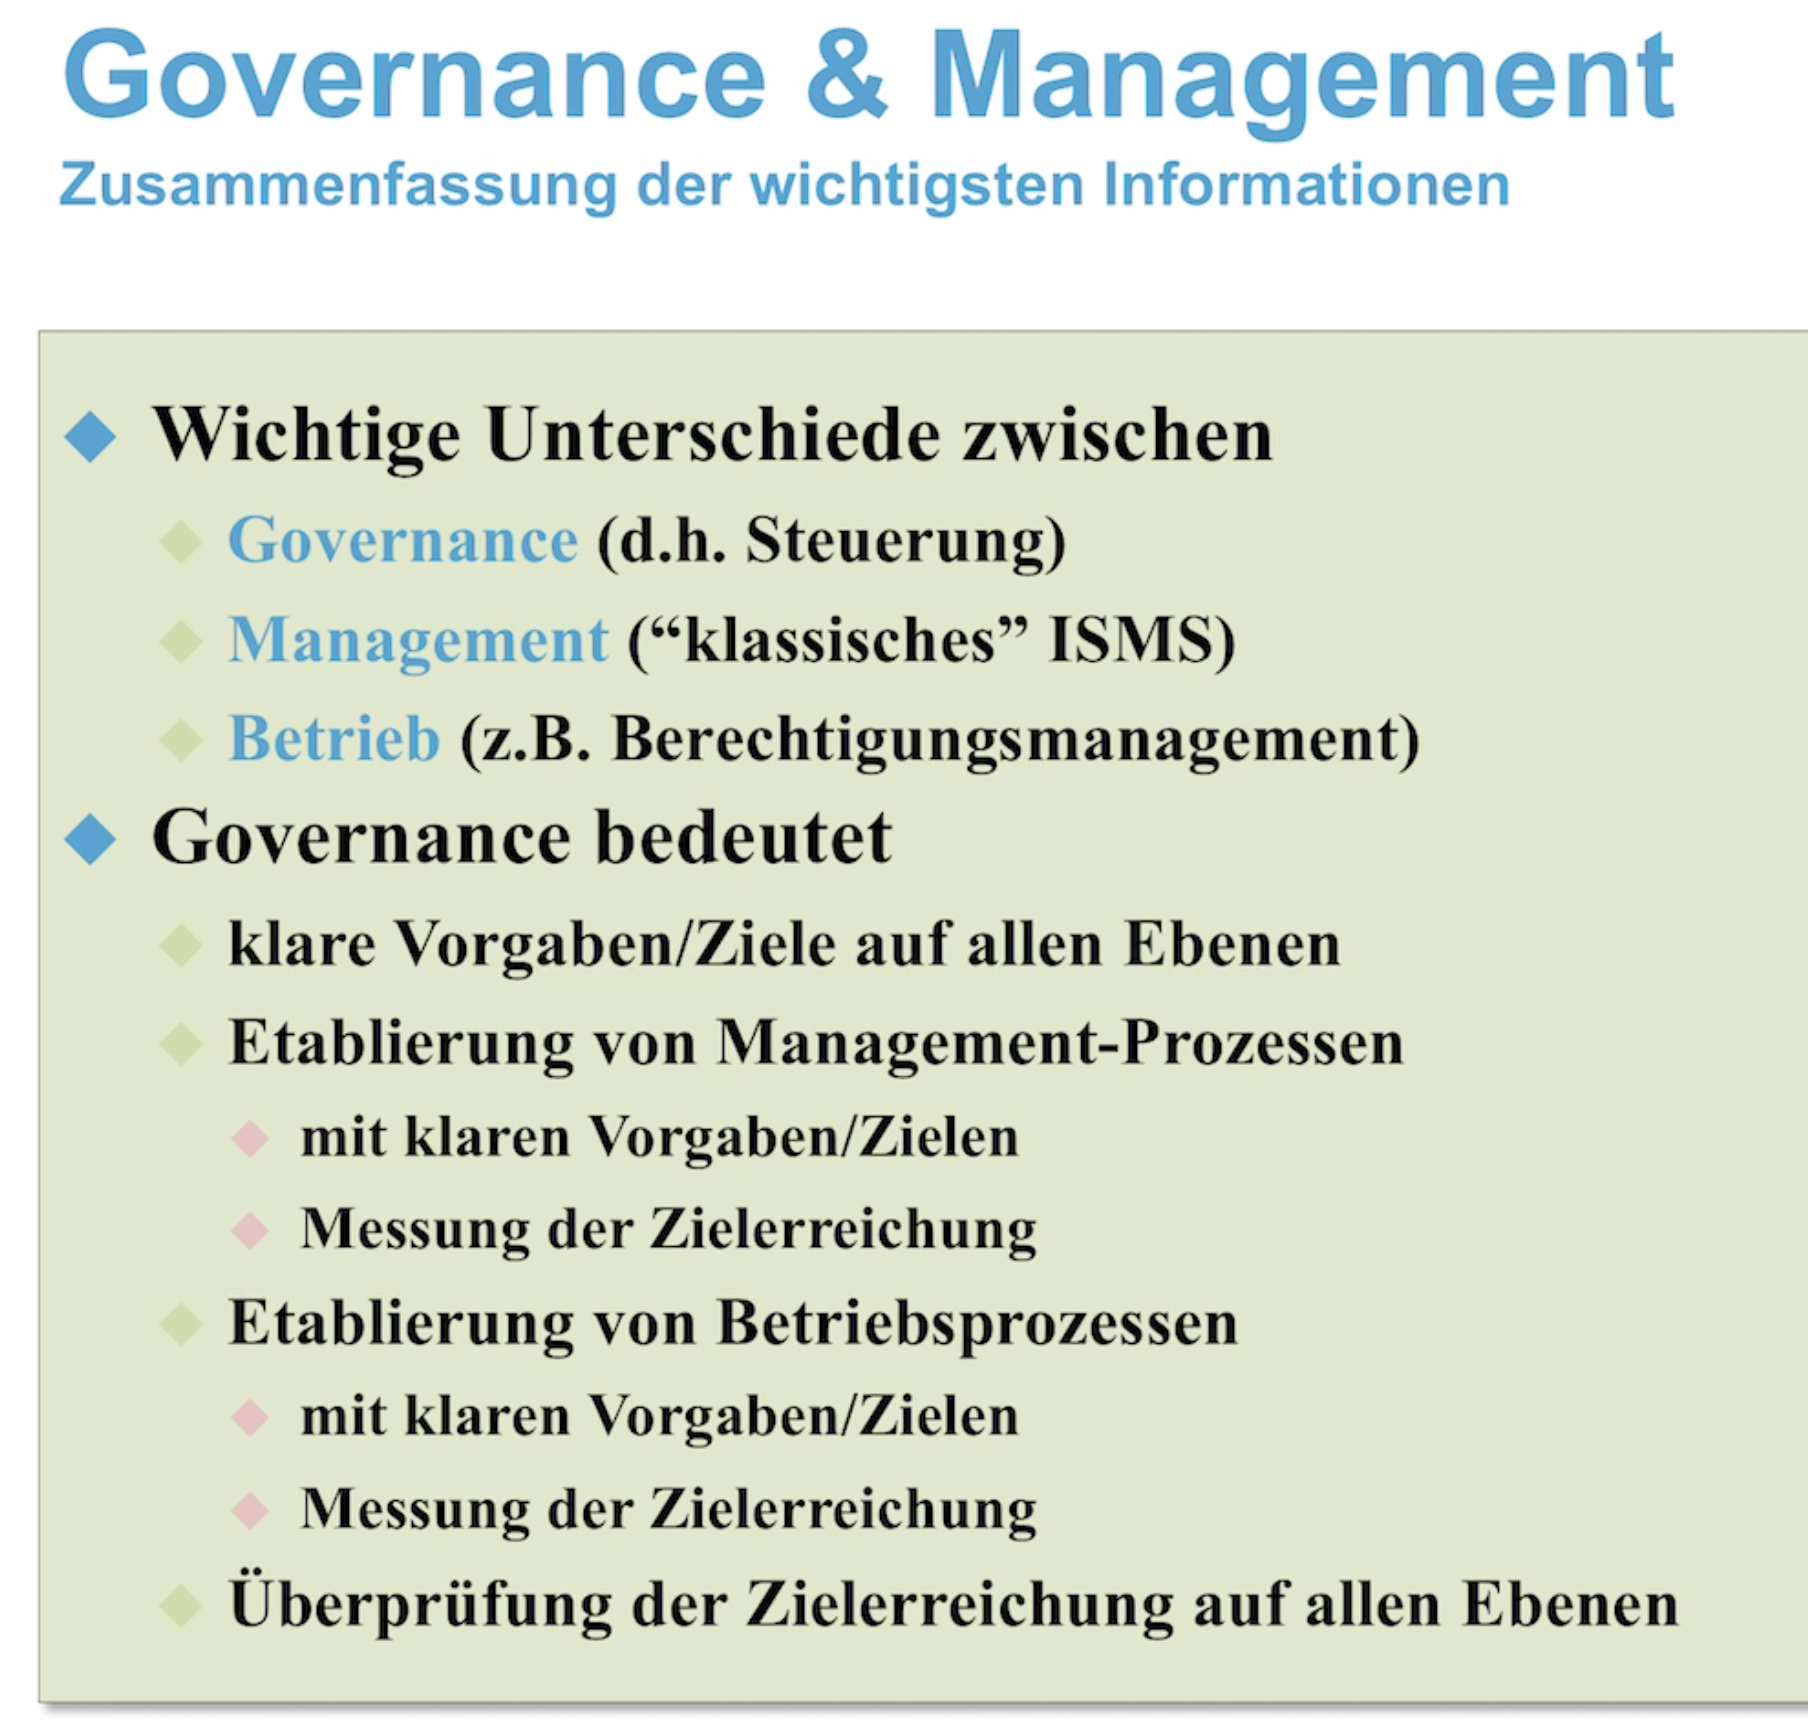 Governance & Management
Zusammenfassung der wichtigsten Informationen
Wichtige Unterschiede zwischen
Governance (d.h. Steuerung)
Management (“klassisches” ISMS)
Betrieb (z.B. Berechtigungsmanagement)
Governance bedeutet
klare Vorgaben/Ziele auf allen Ebenen
Etablierung von Management-Prozessen
mit klaren Vorgaben/Zielen
Messung der Zielerreichung
Etablierung von Betriebsprozessen
mit klaren Vorgaben/Zielen
Messung der Zielerreichung
Überprüfung der Zielerreichung auf allen Ebenen